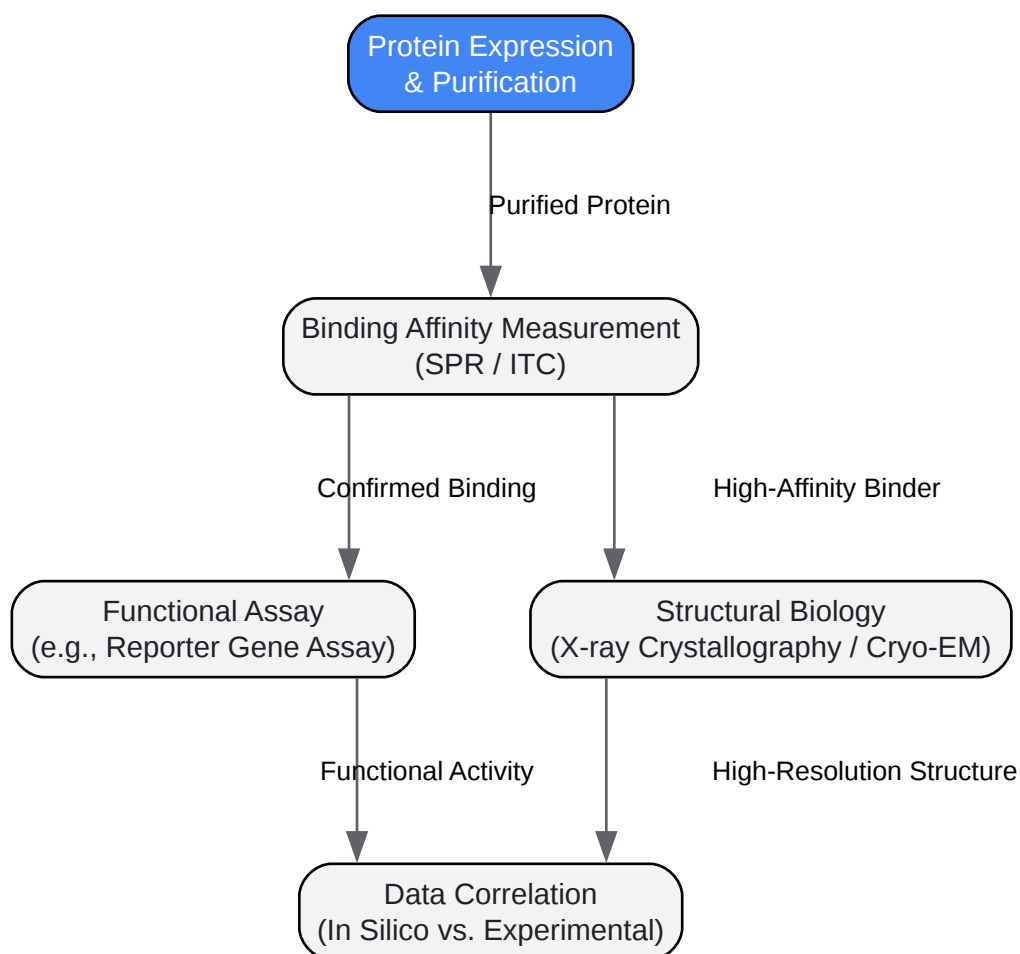 Protein Expression
& Purification
Purified Protein
Binding Affinity Measurement
(SPR / ITC)
Confirmed Binding
High-Affinity Binder
Functional Assay
(e.g., Reporter Gene Assay)
Structural Biology
(X-ray Crystallography / Cryo-EM)
Functional Activity
High-Resolution Structure
Data Correlation
(In Silico vs. Experimental)